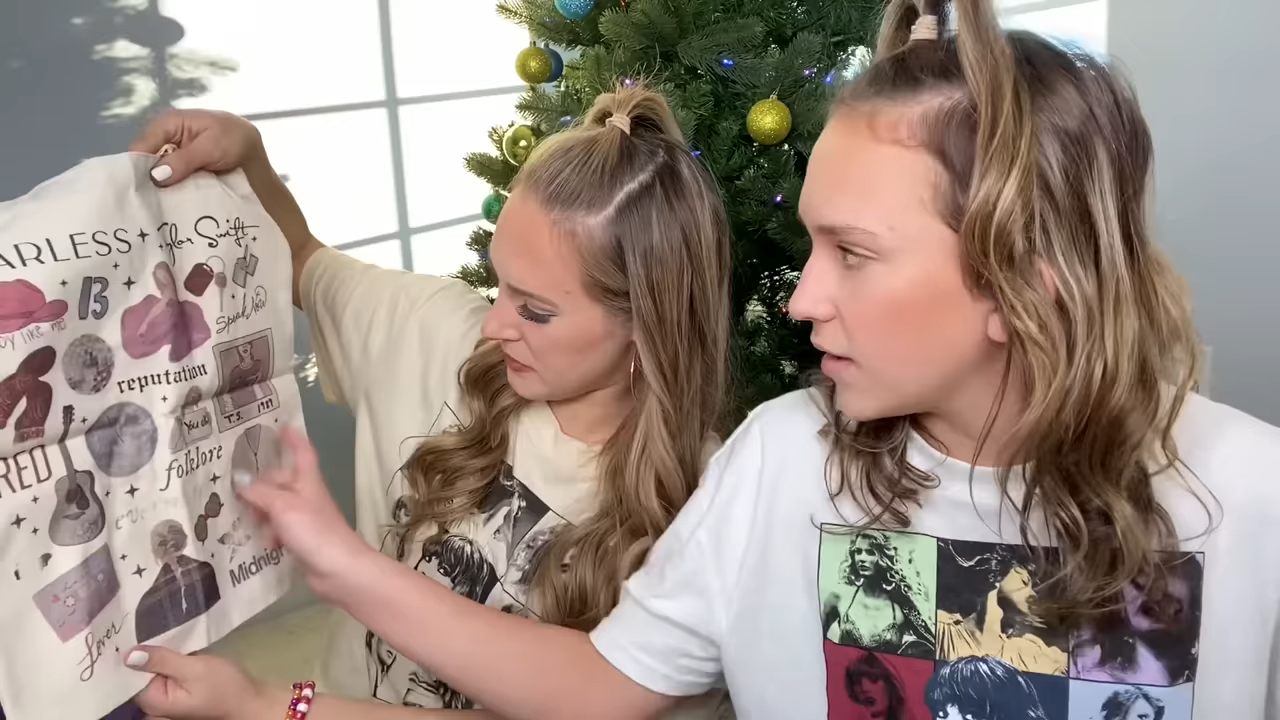 ARLESS Taylor Swift
13
Speak Now
reputation
T.S. 1989
RED
folklore
Midnigh
Lover